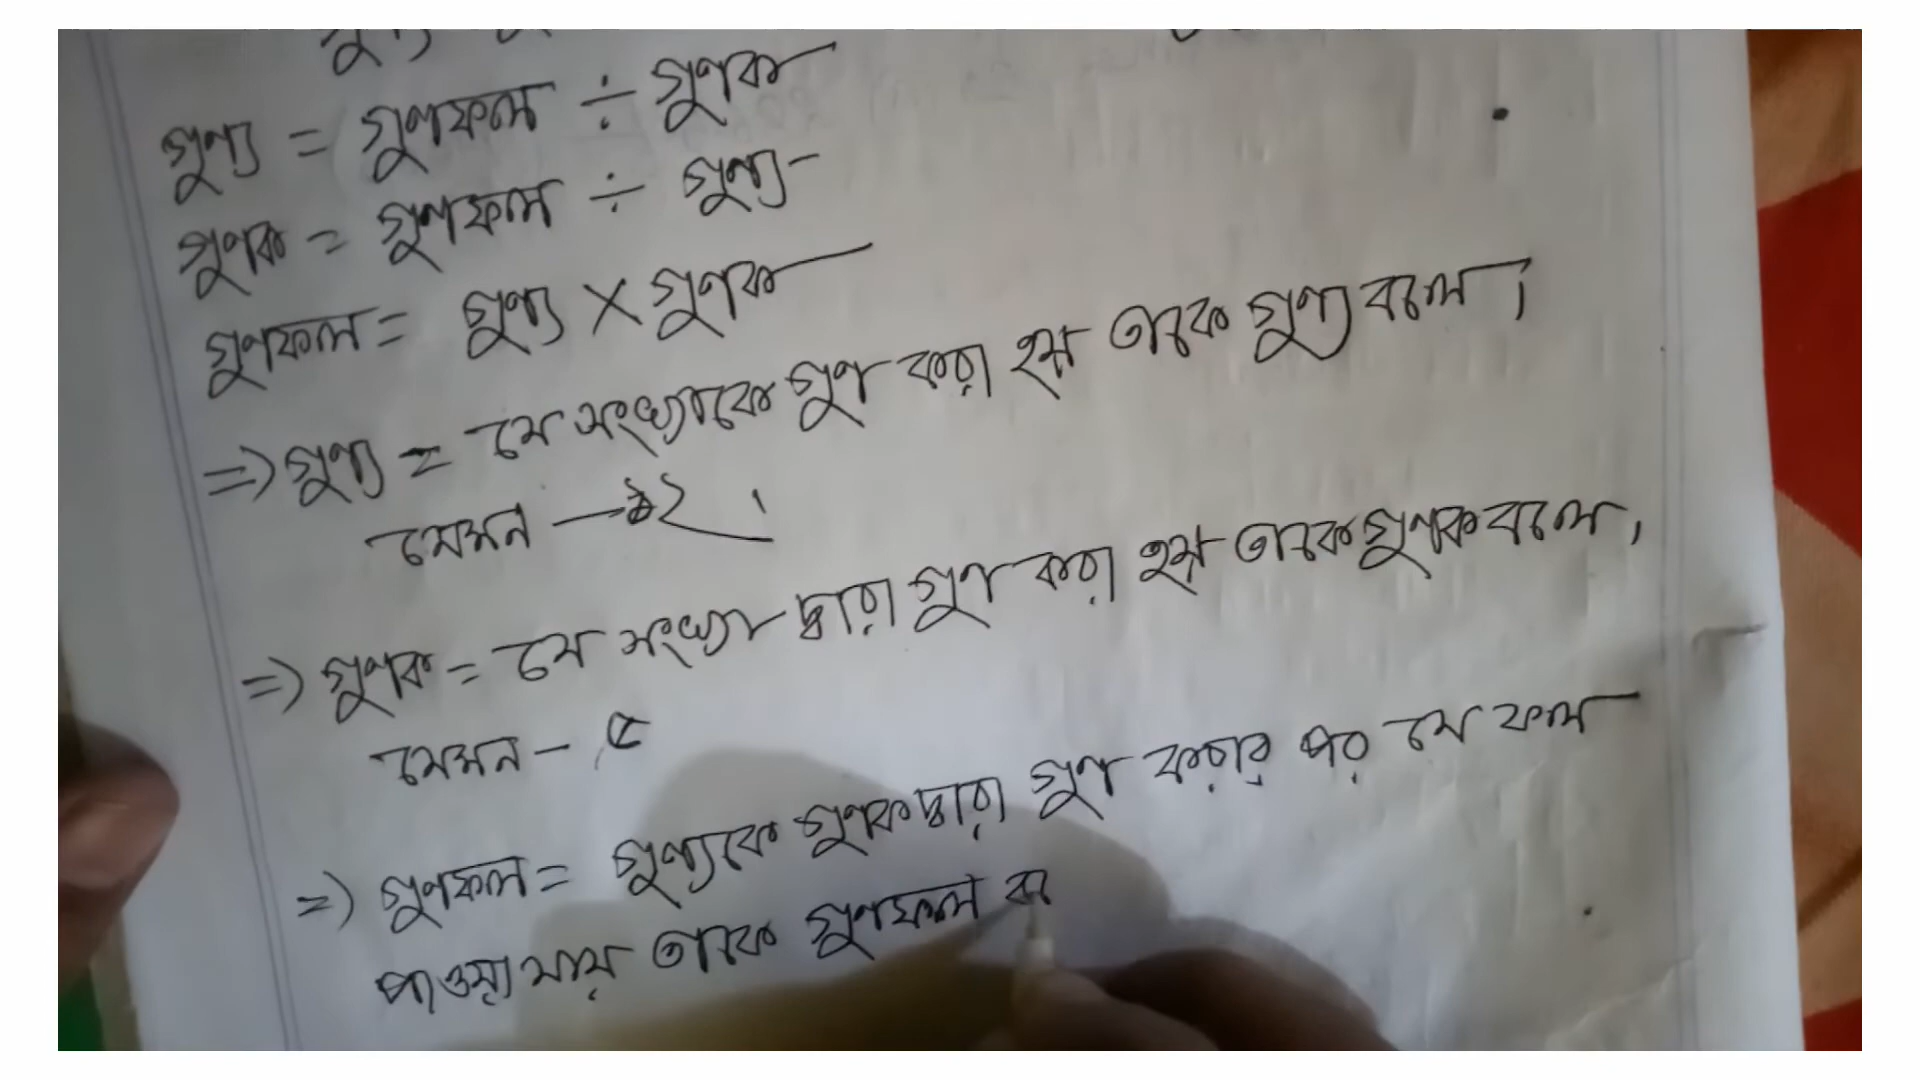 গুণ্য = গুণফল ÷ গুণক
গুণক = গুণফল ÷ গুণ্য
গুণফল = গুণ্য X গুণক
=> গুণ্য = যে সংখ্যাকে গুণ করা হয় তাকে গুণ্য বলে।
যেমন - ১২।
=> গুণক = যে সংখ্যা দ্বারা গুণ করা হয় তাকে গুণক বলে,
যেমন - ৫
=> গুণফল = গুণ্যকে গুণক দ্বারা গুণ করার পর যে ফল
পাওয়া যায় তাকে গুণফল ব